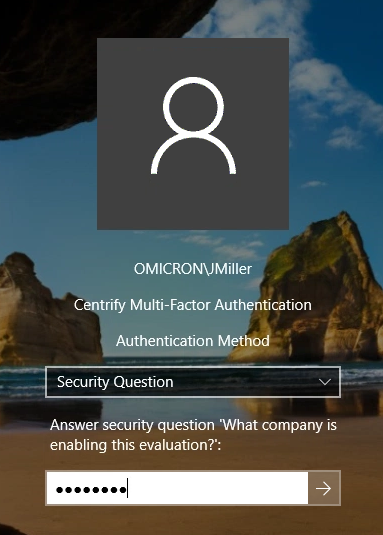 OMICRON\JMiller
Centrify Multi-Factor Authentication
Authentication Method
Security Question
Answer security question 'What company is
enabling this evaluation?':
••••••••